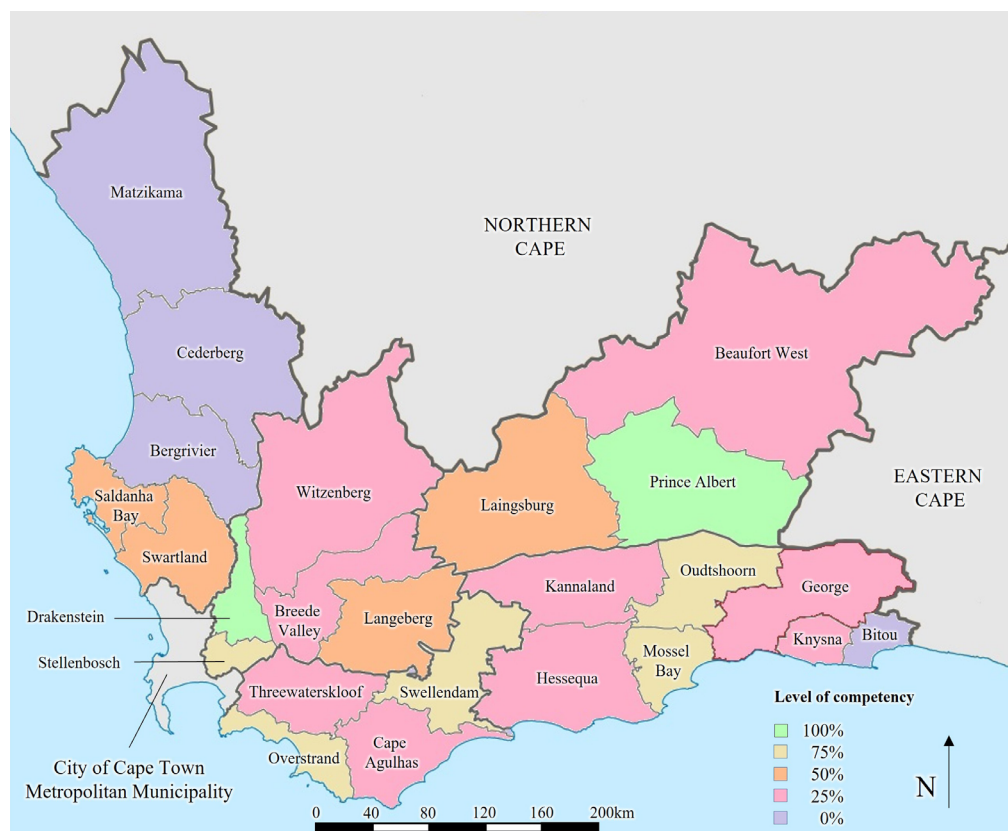 Matzikama
NORTHERN
CAPE
Cederberg
Beaufort West
Bergrivier
Witzenberg
Saldanha
Bay
Laingsburg
Prince Albert
EASTERN
CAPE
Swartland
Oudtshoorn
Kannaland
George
Drakenstein
Breede
Valley
Langeberg
Knysna
Bitou
Stellenbosch
Mossel
Bay
Threewaterskloof
Swellendam
Hessequa
Level of competency
100%
75%
50%
25%
0%
Cape
Agulhas
Overstrand
City of Cape Town
Metropolitan Municipality
N
0 40 80 120 160 200km